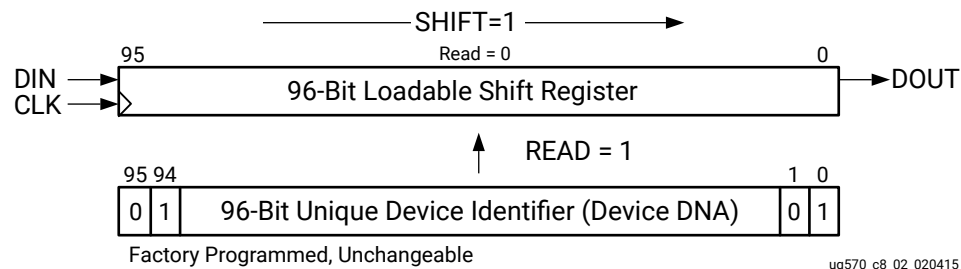 SHIFT=1
95 Read = 0 0
DIN 96-Bit Loadable Shift Register DOUT
CLK
READ = 1
95 94 1 0
0 1 96-Bit Unique Device Identifier (Device DNA) 0 1
Factory Programmed, Unchangeable
ug570_c8_02_020415